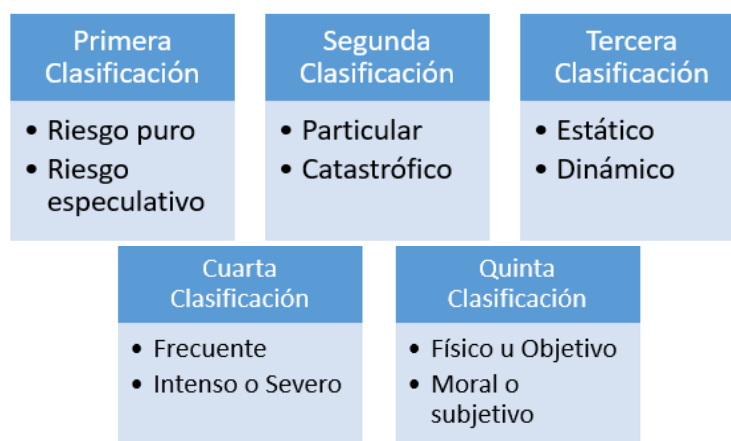 Primera
Clasificación
• Riesgo puro
• Riesgo
especulativo
Segunda
Clasificación
• Particular
• Catastrófico
Tercera
Clasificación
• Estático
• Dinámico
Cuarta
Clasificación
• Frecuente
• Intenso o Severo
Quinta
Clasificación
• Físico u Objetivo
• Moral o
subjetivo